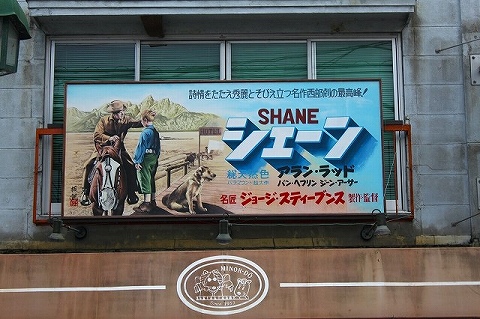 詩情をたたえ秀麗とそびえ立つ名作西部劇の最高峰!
SHANE
シェーン
HOTEL
総天然色
アラン・ラッド
バン・ヘフリン ジーン・アーサー
名匠 ジョージ・スティーブンス 製作・監督
MINON-DO